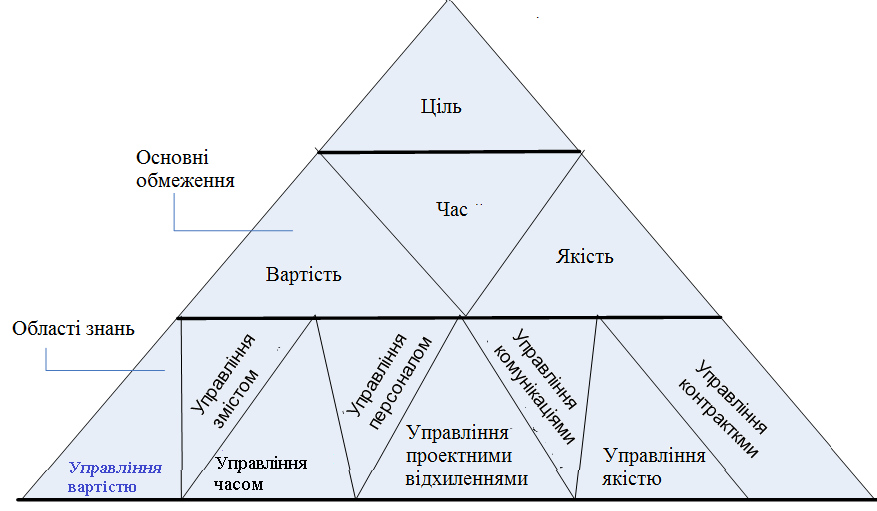 Ціль
Основні
обмеження
Час
Вартість
Якість
Області знань
Управління
змістом
Управління
персоналом
Управління
комунікаціями
Управління
контракткми
Управління
вартістю
Управління
часом
Управління
проектними
відхиленнями
Управління
якістю